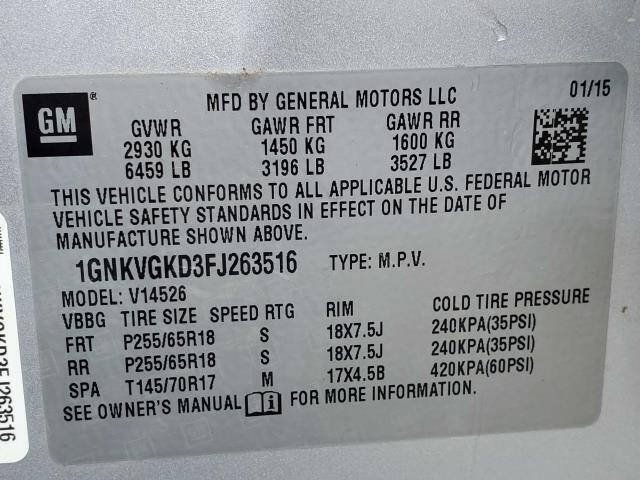 GM
®
MFD BY GENERAL MOTORS LLC
01/15
GVWR GAWR FRT GAWR RR
2930 KG 1450 KG 1600 KG
6459 LB 3196 LB 3527 LB
THIS VEHICLE CONFORMS TO ALL APPLICABLE U.S. FEDERAL MOTOR
VEHICLE SAFETY STANDARDS IN EFFECT ON THE DATE OF
MANUFACTURE SHOWN ABOVE.
1GNKVGKD3FJ263516 TYPE: M.P.V.
MODEL: V14526
VBBG TIRE SIZE SPEED RTG RIM COLD TIRE PRESSURE
FRT P255/65R18 S 18X7.5J 240KPA(35PSI)
RR P255/65R18 S 18X7.5J 240KPA(35PSI)
SPA T145/70R17 M 17X4.5B 420KPA(60PSI)
SEE OWNER'S MANUAL i FOR MORE INFORMATION.